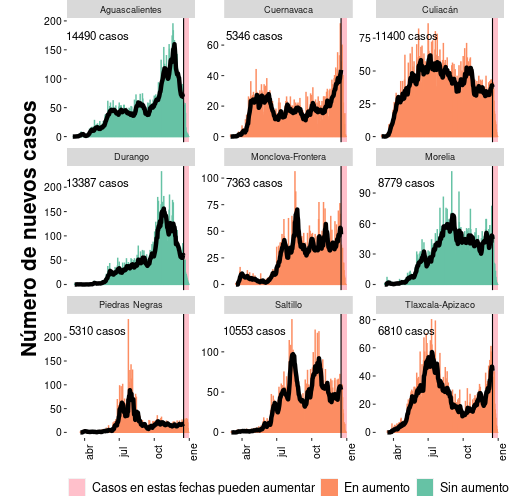 Número de nuevos casos
Aguascalientes
Cuernavaca
Culiacán
200
150
100
50
0
14490 casos
60
40
20
0
5346 casos
75
50
25
0
11400 casos
Durango
Monclova-Frontera
Morelia
200
150
100
50
0
13387 casos
100
75
50
25
0
7363 casos
90
60
30
0
8779 casos
Piedras Negras
Saltillo
Tlaxcala-Apizaco
200
150
100
50
0
5310 casos
100
50
0
10553 casos
80
60
40
20
0
6810 casos
abr
jul
oct
ene
abr
jul
oct
ene
abr
jul
oct
ene
Casos en estas fechas pueden aumentar
En aumento
Sin aumento